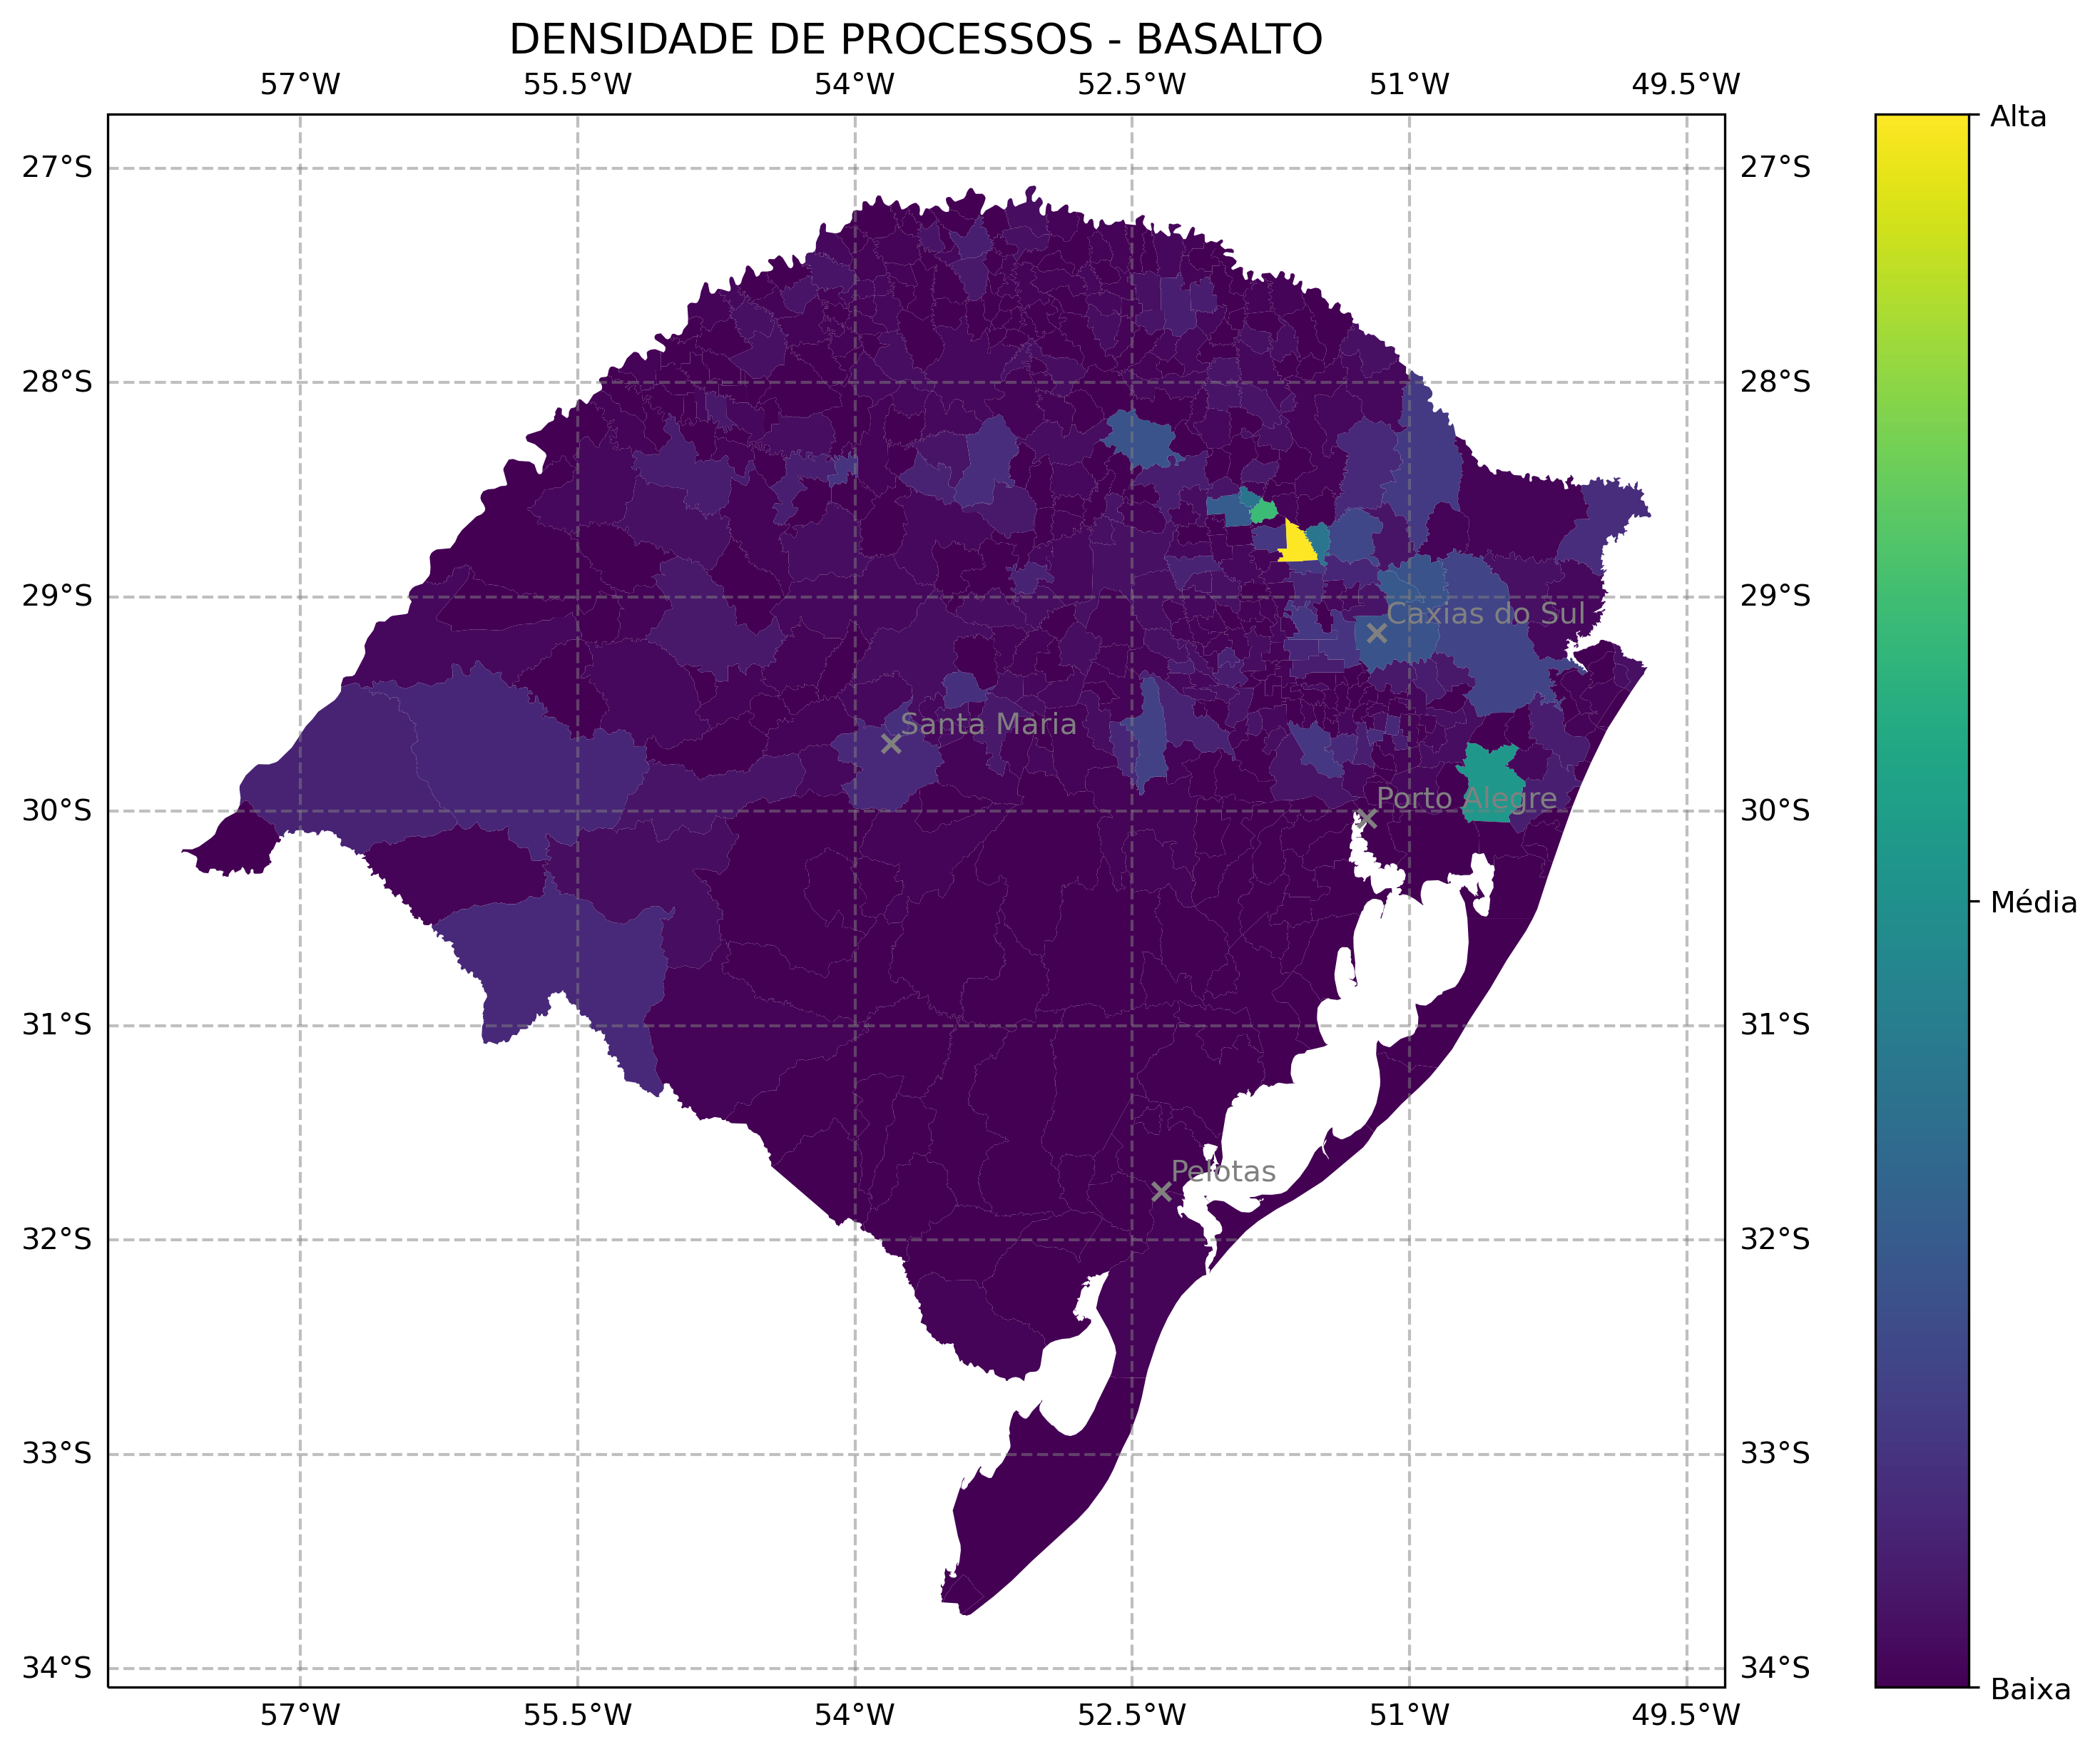 DENSIDADE DE PROCESSOS - BASALTO
57°W 55.5°W 54°W 52.5°W 51°W 49.5°W
Alta
27°S 27°S
28°S 28°S
29°S 29°S
Caxias do Sul
Santa Maria
Porto Alegre
30°S 30°S
Média
31°S 31°S
Pelotas
32°S 32°S
33°S 33°S
34°S 34°S
Baixa
57°W 55.5°W 54°W 52.5°W 51°W 49.5°W